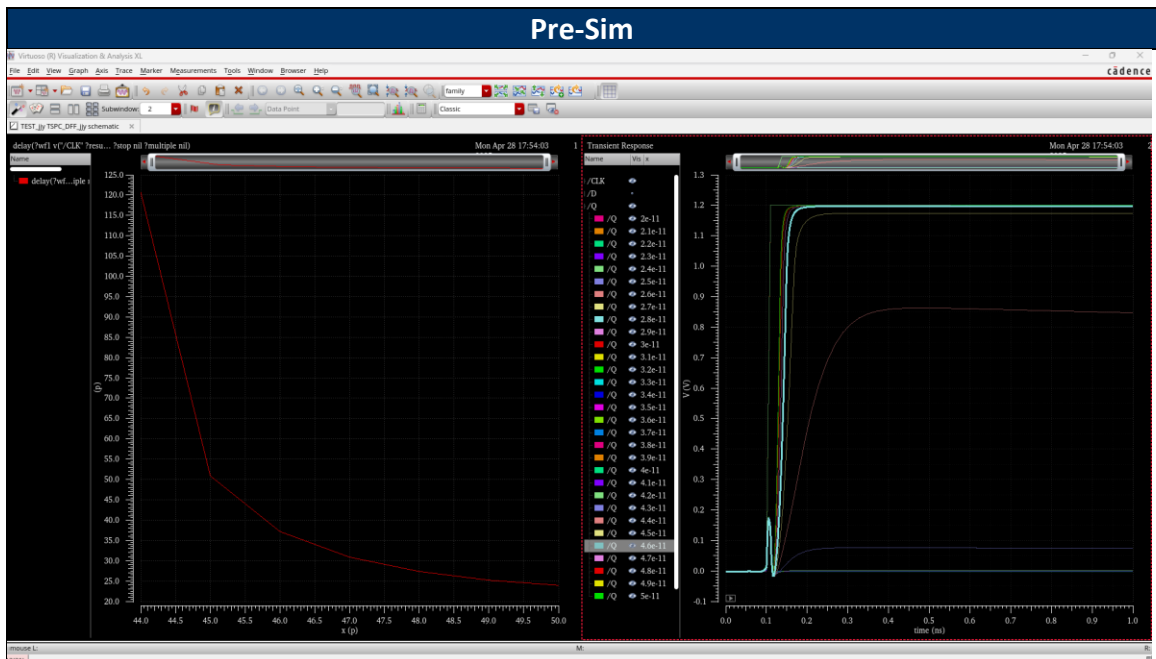 Pre-Sim
Virtuoso (R) Visualization & Analysis XL
File Edit View Graph Axis Trace Marker Measurements Tools Window Browser Help
cādence
family
Subwindow: 2
Data Point
Classic
TEST_jjy TSPC_DFF_jjy schematic
delay(?wf1 v("/CLK" ?resu... ?stop nil ?multiple nil)
Mon Apr 28 17:54:03
1
Name
delay(?wf...iple n
125.0
120.0
115.0
110.0
105.0
100.0
95.0
90.0
85.0
80.0
75.0
(p)
70.0
65.0
60.0
55.0
50.0
45.0
40.0
35.0
30.0
25.0
20.0
44.0 44.5 45.0 45.5 46.0 46.5 47.0 47.5 48.0 48.5 49.0 49.5 50.0
x (p)
Transient Response
Mon Apr 28 17:54:03
2
Name Vis x
/CLK
/D
/Q
/Q 2e-11
/Q 2.1e-11
/Q 2.2e-11
/Q 2.3e-11
/Q 2.4e-11
/Q 2.5e-11
/Q 2.6e-11
/Q 2.7e-11
/Q 2.8e-11
/Q 2.9e-11
/Q 3e-11
/Q 3.1e-11
/Q 3.2e-11
/Q 3.3e-11
/Q 3.4e-11
/Q 3.5e-11
/Q 3.6e-11
/Q 3.7e-11
/Q 3.8e-11
/Q 3.9e-11
/Q 4e-11
/Q 4.1e-11
/Q 4.2e-11
/Q 4.3e-11
/Q 4.4e-11
/Q 4.5e-11
/Q 4.6e-11
/Q 4.7e-11
/Q 4.8e-11
/Q 4.9e-11
/Q 5e-11
1.3
1.2
1.1
1.0
0.9
0.8
0.7
V (V)
0.6
0.5
0.4
0.3
0.2
0.1
0.0
-0.1
0.0 0.1 0.2 0.3 0.4 0.5 0.6 0.7 0.8 0.9 1.0
time (ns)
mouse L:
M:
R: